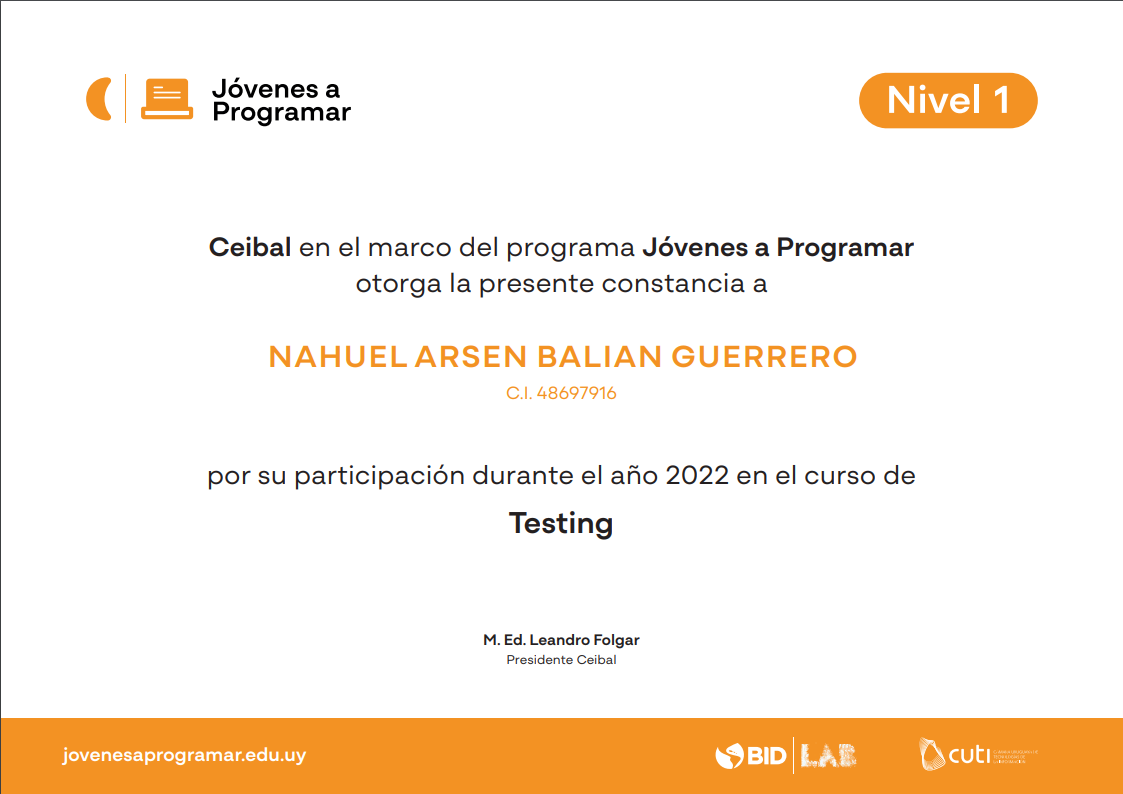 Jóvenes a
Programar
Nivel 1
Ceibal en el marco del programa Jóvenes a Programar
otorga la presente constancia a
NAHUEL ARSEN BALIAN GUERRERO
C.I. 48697916
por su participación durante el año 2022 en el curso de
Testing
M. Ed. Leandro Folgar
Presidente Ceibal
jovenesaprogramar.edu.uy
BID
LAB
cuti